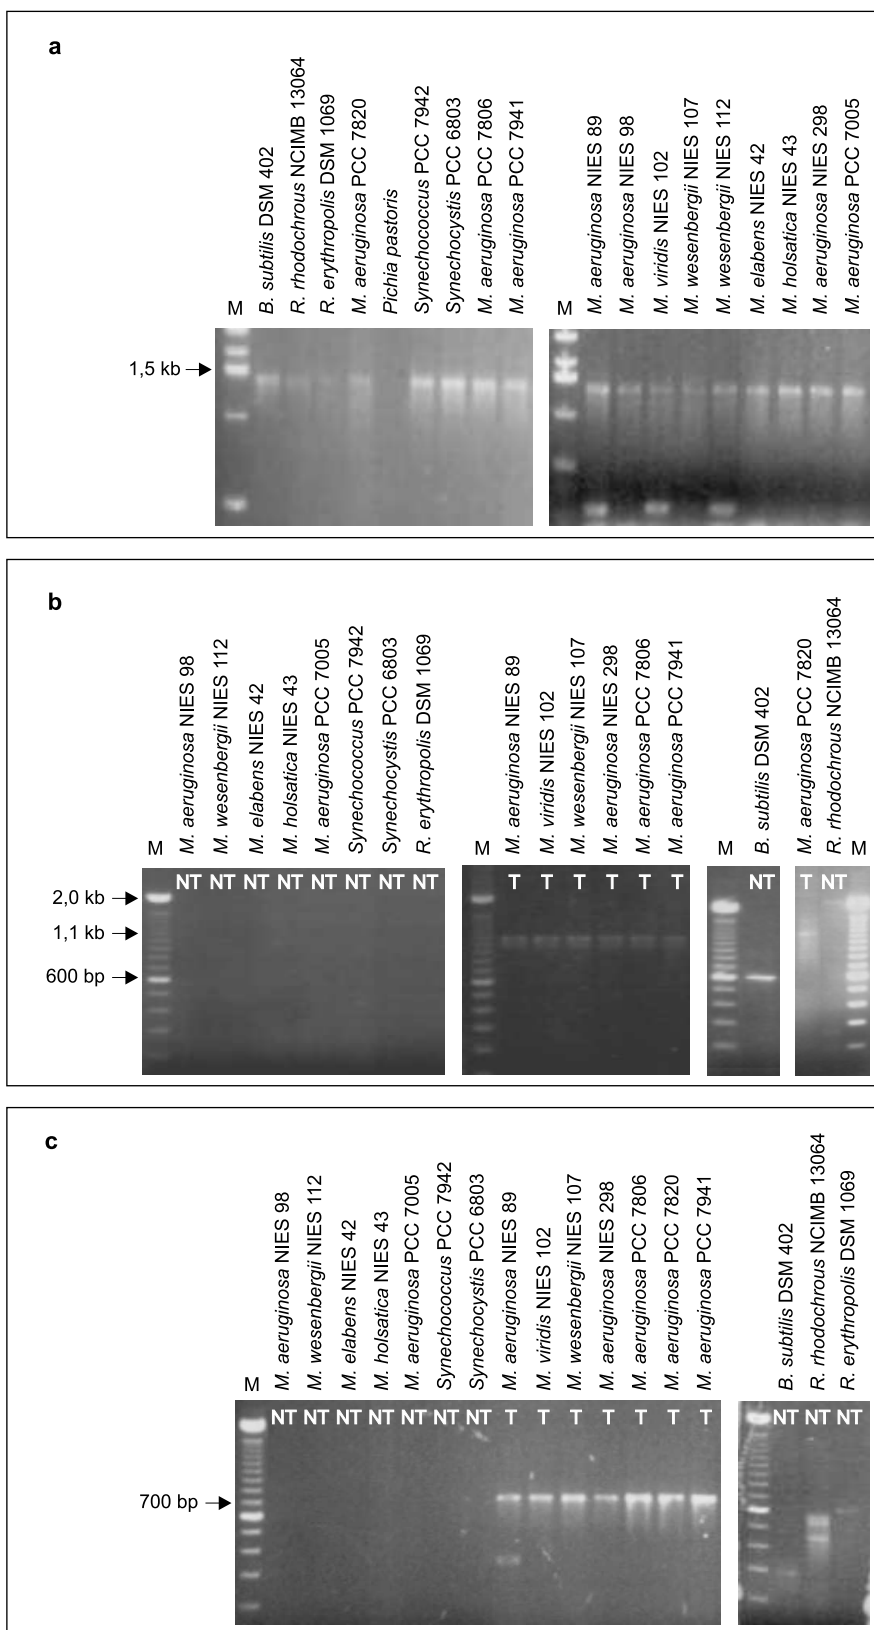 a
M
B. subtilis DSM 402
R. rhodochrous NCIMB 13064
R. erythropolis DSM 1069
M. aeruginosa PCC 7820
Pichia pastoris
Synechococcus PCC 7942
Synechocystis PCC 6803
M. aeruginosa PCC 7806
M. aeruginosa PCC 7941
M
M. aeruginosa NIES 89
M. aeruginosa NIES 98
M. viridis NIES 102
M. wesenbergii NIES 107
M. wesenbergii NIES 112
M. elabens NIES 42
M. holsatica NIES 43
M. aeruginosa NIES 298
M. aeruginosa PCC 7005
1,5 kb
b
M
M. aeruginosa NIES 98
M. wesenbergii NIES 112
M. elabens NIES 42
M. holsatica NIES 43
M. aeruginosa PCC 7005
Synechococcus PCC 7942
Synechocystis PCC 6803
R. erythropolis DSM 1069
M
M. aeruginosa NIES 89
M. viridis NIES 102
M. wesenbergii NIES 107
M. aeruginosa NIES 298
M. aeruginosa PCC 7806
M. aeruginosa PCC 7941
M
B. subtilis DSM 402
M. aeruginosa PCC 7820
R. rhodochrous NCIMB 13064
M
NT NT NT NT NT NT NT NT
T T T T T T
NT
T NT
2,0 kb
1,1 kb
600 bp
c
M
M. aeruginosa NIES 98
M. wesenbergii NIES 112
M. elabens NIES 42
M. holsatica NIES 43
M. aeruginosa PCC 7005
Synechococcus PCC 7942
Synechocystis PCC 6803
M. aeruginosa NIES 89
M. viridis NIES 102
M. wesenbergii NIES 107
M. aeruginosa NIES 298
M. aeruginosa PCC 7806
M. aeruginosa PCC 7820
M. aeruginosa PCC 7941
M
B. subtilis DSM 402
R. rhodochrous NCIMB 13064
R. erythropolis DSM 1069
NT NT NT NT NT NT NT T T T T T T T
NT NT NT
700 bp